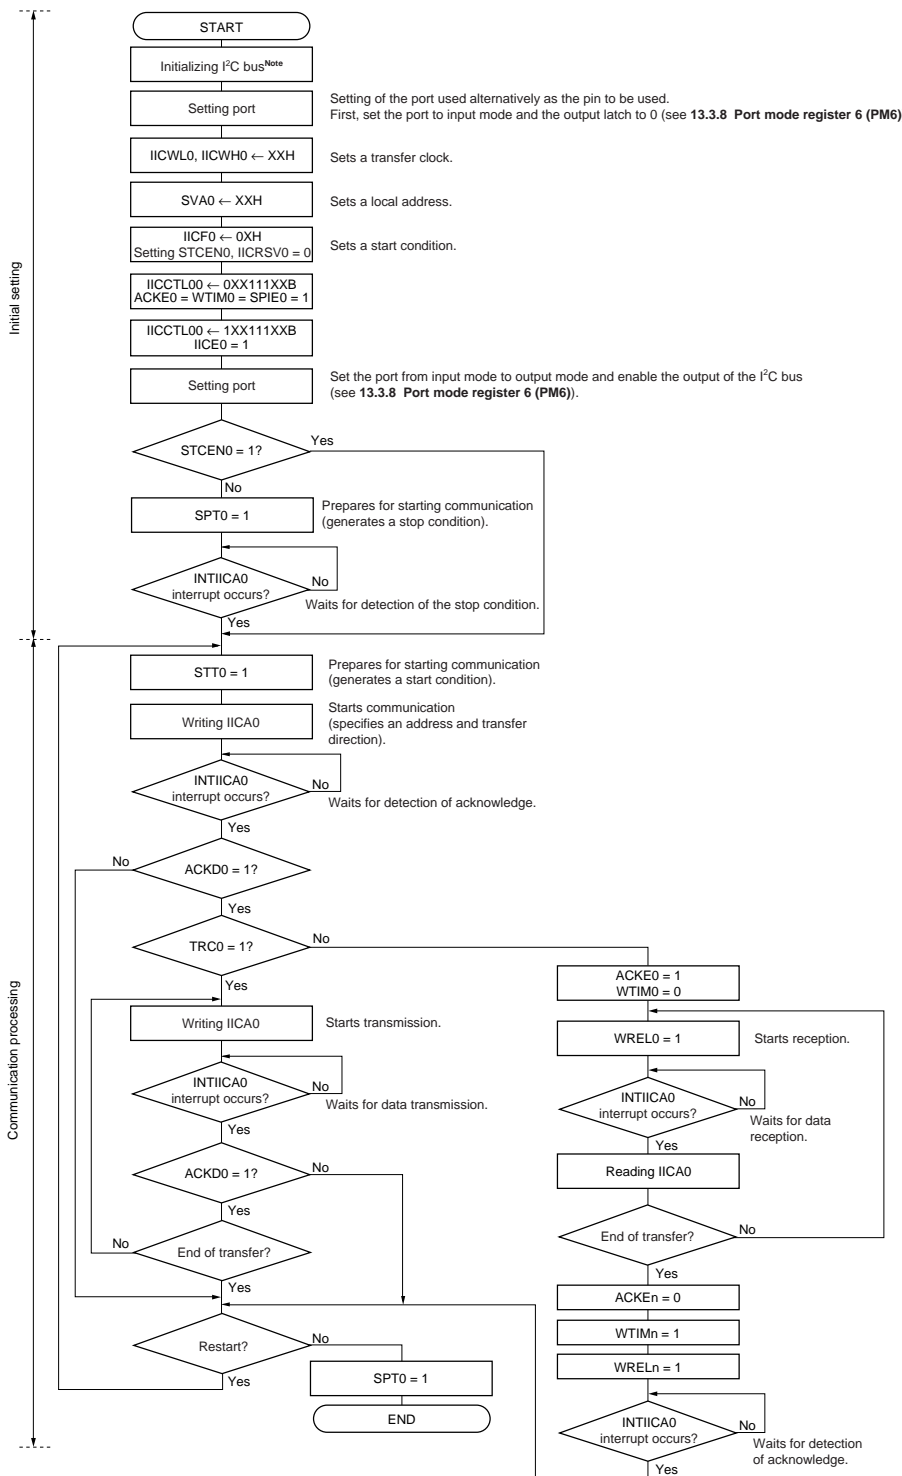 START
Initializing I²C bus^Note
Setting port
Setting of the port used alternatively as the pin to be used.
First, set the port to input mode and the output latch to 0 (see 13.3.8 Port mode register 6 (PM6)
IICWL0, IICWH0 ← XXH
Sets a transfer clock.
SVA0 ← XXH
Sets a local address.
IICF0 ← 0XH
Setting STCEN0, IICRSV0 = 0
Sets a start condition.
IICCTL00 ← 0XX111XXB
ACKE0 = WTIM0 = SPIE0 = 1
IICCTL00 ← 1XX111XXB
IICE0 = 1
Initial setting
Setting port
Set the port from input mode to output mode and enable the output of the I²C bus
(see 13.3.8 Port mode register 6 (PM6)).
STCEN0 = 1?
Yes
No
SPT0 = 1
Prepares for starting communication
(generates a stop condition).
INTIICA0
interrupt occurs?
No
Waits for detection of the stop condition.
Yes
STT0 = 1
Prepares for starting communication
(generates a start condition).
Writing IICA0
Starts communication
(specifies an address and transfer
direction).
INTIICA0
interrupt occurs?
No
Waits for detection of acknowledge.
Yes
No
ACKD0 = 1?
Yes
TRC0 = 1?
No
Yes
Communication processing
Writing IICA0
Starts transmission.
INTIICA0
interrupt occurs?
No
Waits for data transmission.
Yes
ACKD0 = 1?
No
Yes
No
End of transfer?
Yes
Restart?
No
Yes
SPT0 = 1
END
ACKE0 = 1
WTIM0 = 0
WREL0 = 1
Starts reception.
INTIICA0
interrupt occurs?
No
Waits for data
reception.
Yes
Reading IICA0
End of transfer?
No
Yes
ACKEn = 0
WTIMn = 1
WRELn = 1
INTIICA0
interrupt occurs?
No
Waits for detection
of acknowledge.
Yes